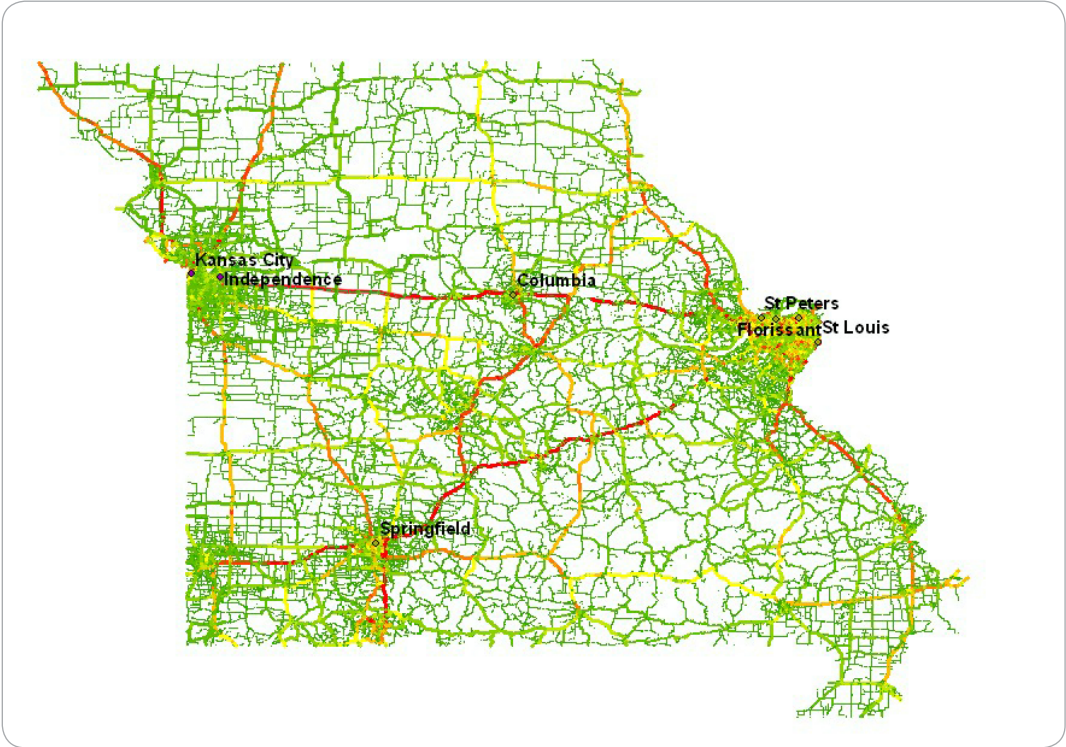 Kansas City
Independence
Columbia
St Peters
Florissant
St Louis
Springfield